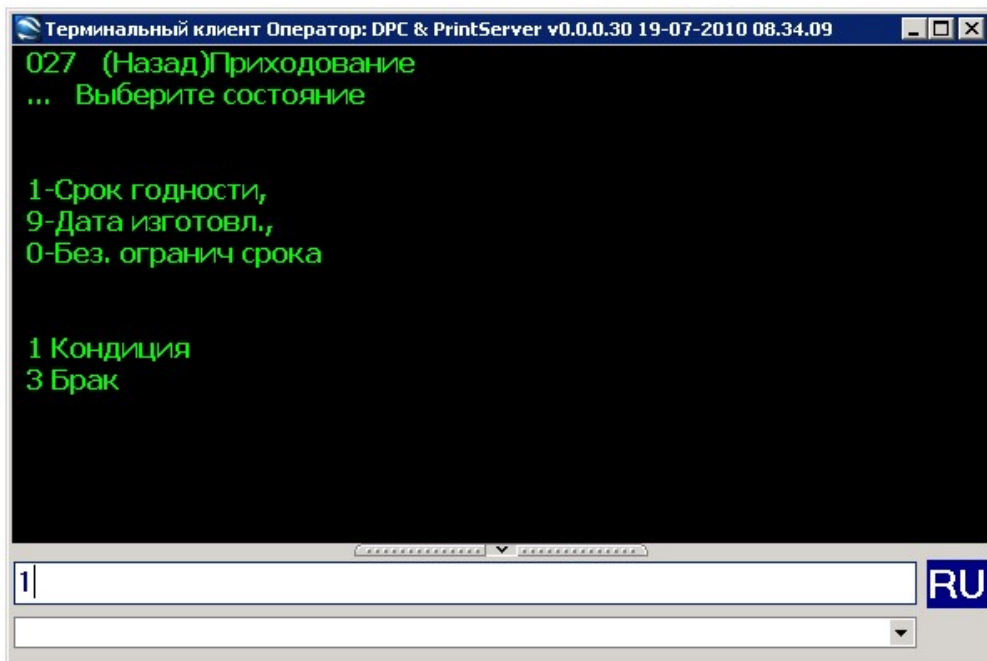 Терминальный клиент Оператор: DPC & PrintServer v0.0.0.30 19-07-2010 08.34.09
027 (Назад)Приходование
... Выберите состояние
1-Срок годности,
9-Дата изготовл.,
0-Без. огранич срока
1 Кондиция
3 Брак
1
RU